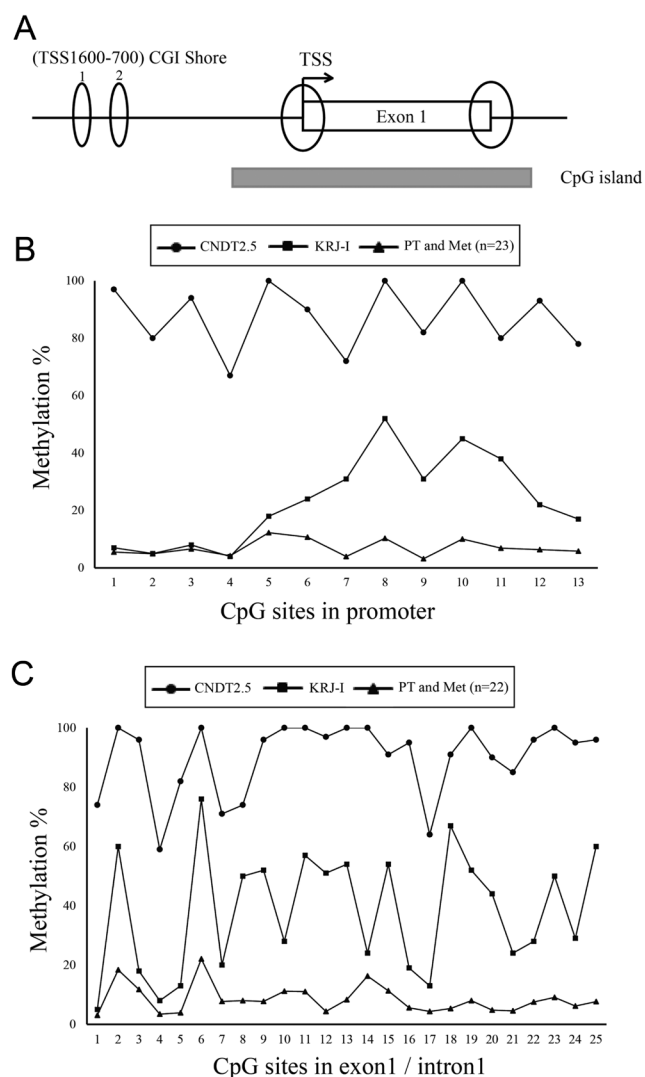 A
(TSS1600-700) CGI Shore
1 2
TSS
Exon 1
CpG island
B
CNDT2.5 KRJ-I PT and Met (n=23)
100
80
60
40
20
0
Methylation %
1 2 3 4 5 6 7 8 9 10 11 12 13
CpG sites in promoter
C
CNDT2.5 KRJ-I PT and Met (n=22)
100
80
60
40
20
0
Methylation %
1 2 3 4 5 6 7 8 9 10 11 12 13 14 15 16 17 18 19 20 21 22 23 24 25
CpG sites in exon1 / intron1